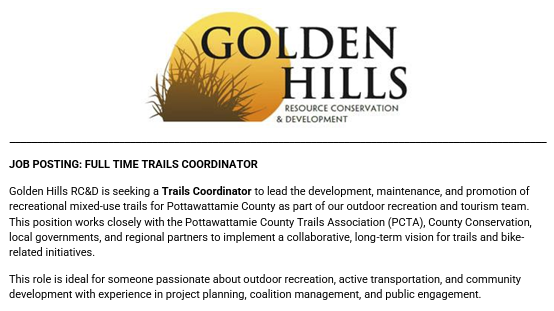 GOLDEN
HILLS
RESOURCE CONSERVATION
& DEVELOPMENT
JOB POSTING: FULL TIME TRAILS COORDINATOR
Golden Hills RC&D is seeking a Trails Coordinator to lead the development, maintenance, and promotion of
recreational mixed-use trails for Pottawattamie County as part of our outdoor recreation and tourism team.
This position works closely with the Pottawattamie County Trails Association (PCTA), County Conservation,
local governments, and regional partners to implement a collaborative, long-term vision for trails and bike-
related initiatives.
This role is ideal for someone passionate about outdoor recreation, active transportation, and community
development with experience in project planning, coalition management, and public engagement.